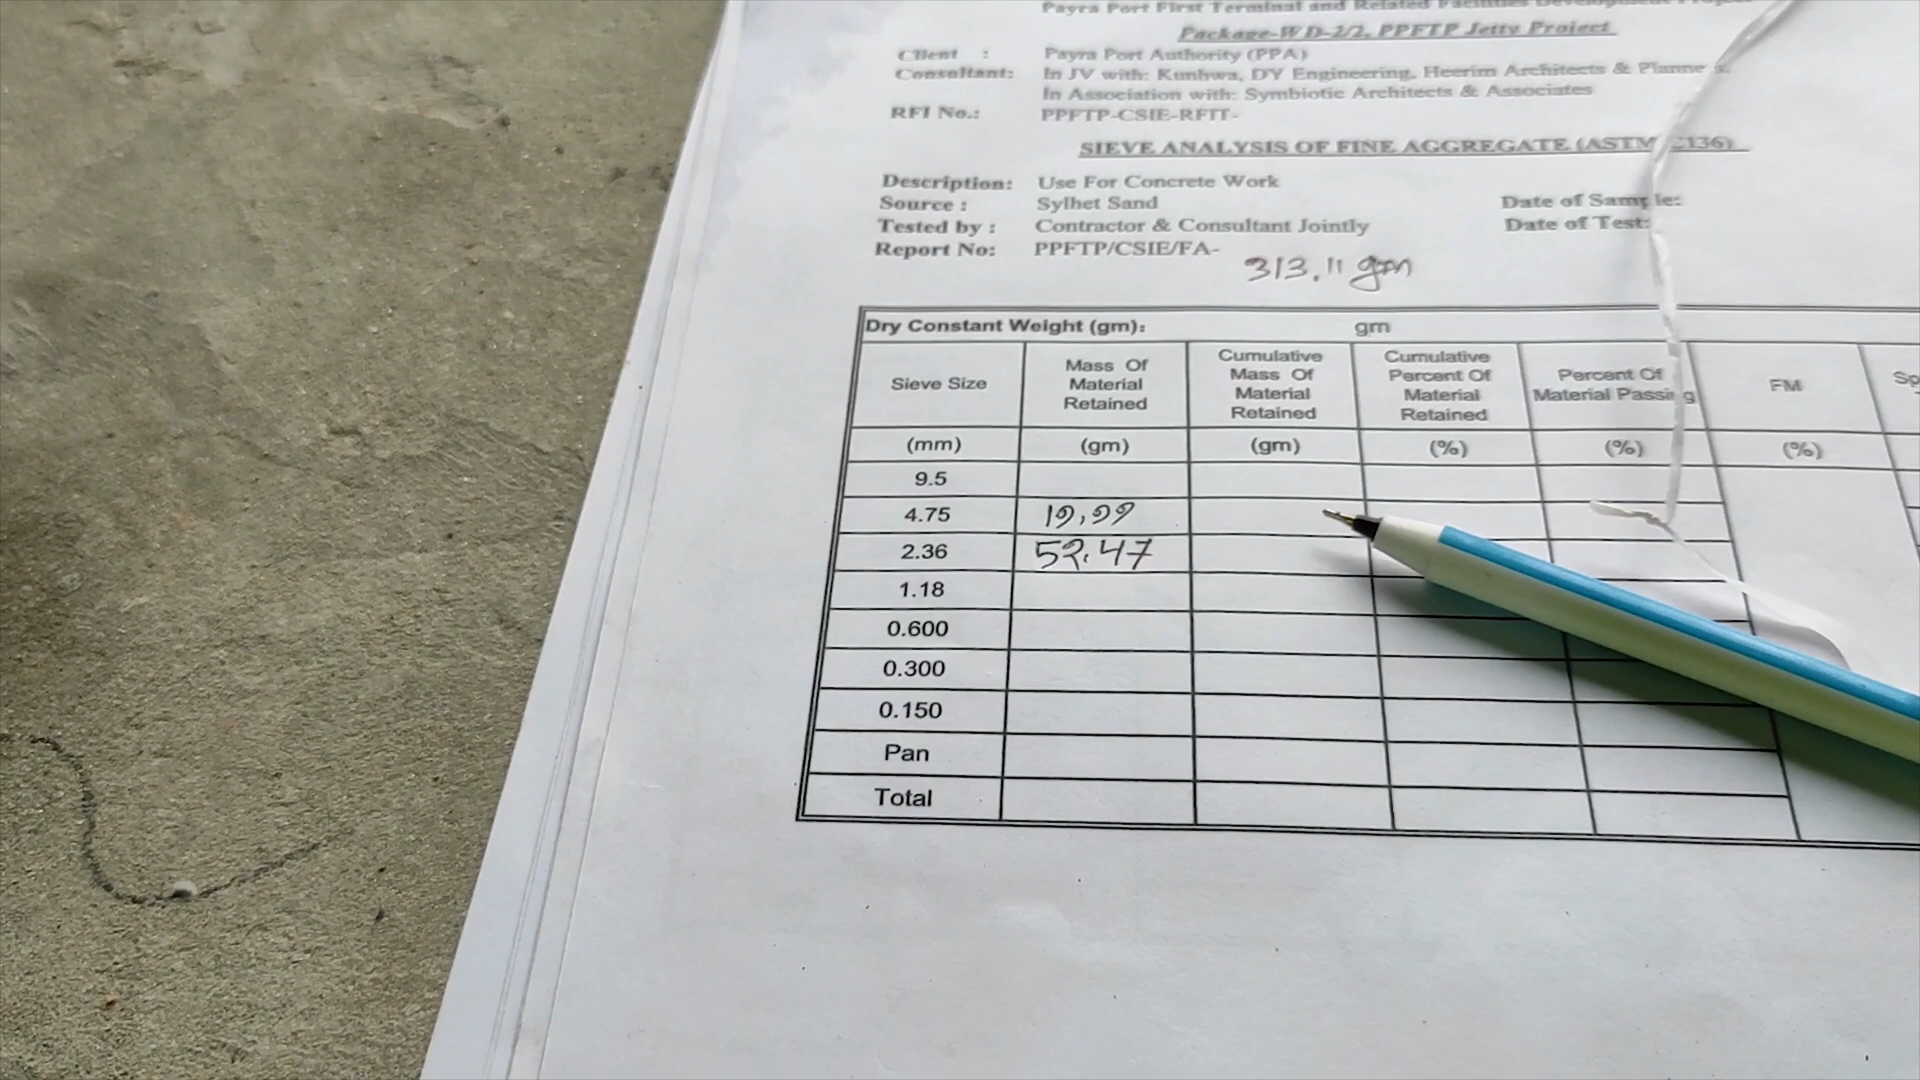 Payra Port First Terminal and Related Facilities Development
Package-WD-2/2, PPFTP Jetty Project
Client : Payra Port Authority (PPA)
Consultant: In JV with: Kunhwa, DY Engineering, Heerim Architects & Planne s.
In Association with: Symbiotic Architects & Associates
RFI No.: PPFTP-CSIE-RFIT-
SIEVE ANALYSIS OF FINE AGGREGATE (ASTM C136)
Description: Use For Concrete Work
Source : Sylhet Sand Date of Sample:
Tested by : Contractor & Consultant Jointly Date of Test:
Report No: PPFTP/CSIE/FA-
313.11 gm
Dry Constant Weight (gm): gm
Sieve Size Mass Of Material Retained Cumulative Mass Of Material Retained Cumulative Percent Of Material Retained Percent Of Material Passing FM Sp
(mm) (gm) (gm) (%) (%) (%)
9.5
4.75
2.36 52.47
1.18
0.600
0.300
0.150
Pan
Total